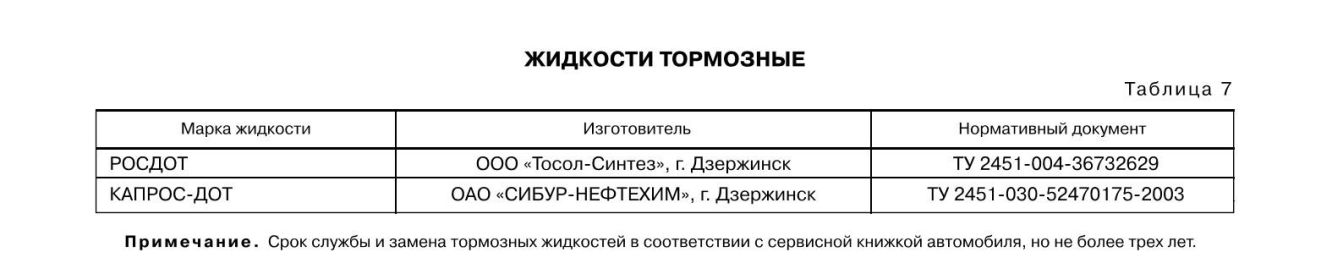 ЖИДКОСТИ ТОРМОЗНЫЕ
Таблица 7
Марка жидкости Изготовитель Нормативный документ
РОСДОТ ООО «Тосол-Синтез», г. Дзержинск ТУ 2451-004-36732629
КАПРОС-ДОТ ОАО «СИБУР-НЕФТЕХИМ», г. Дзержинск ТУ 2451-030-52470175-2003
Примечание. Срок службы и замена тормозных жидкостей в соответствии с сервисной книжкой автомобиля, но не более трех лет.